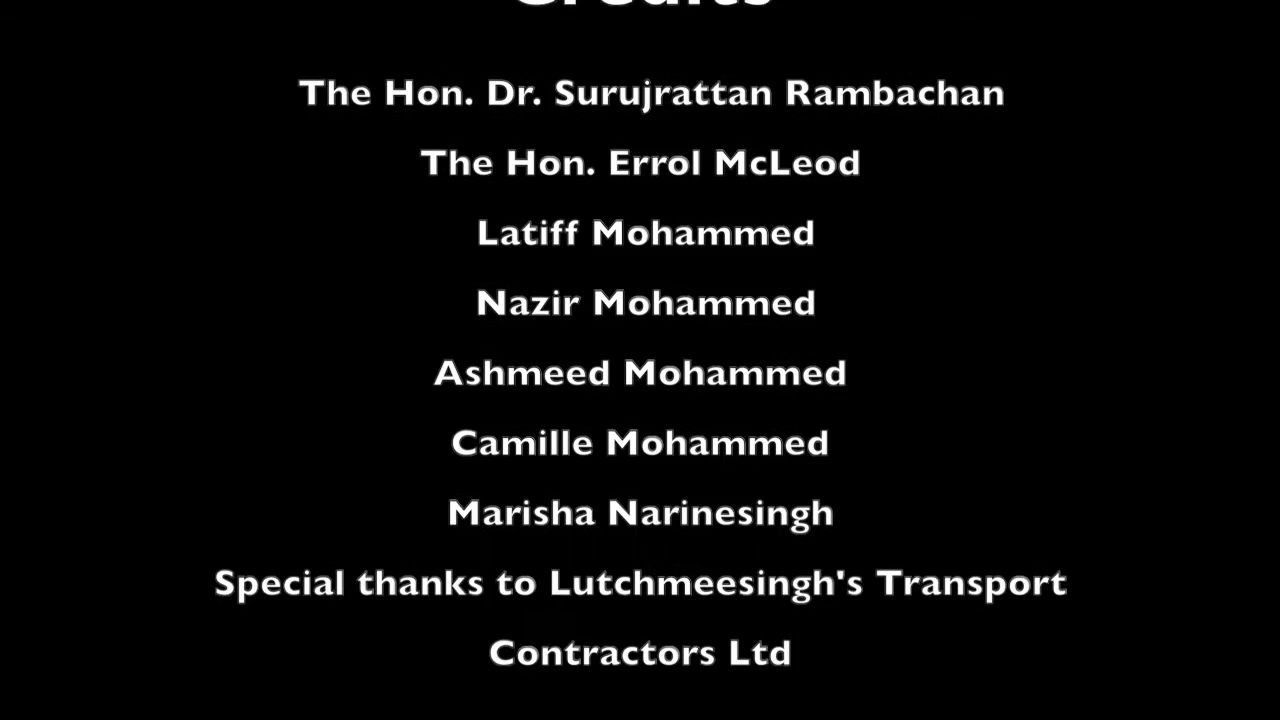 Credits
The Hon. Dr. Surujrattan Rambachan
The Hon. Errol McLeod
Latiff Mohammed
Nazir Mohammed
Ashmeed Mohammed
Camille Mohammed
Marisha Narinesingh
Special thanks to Lutchmeesingh's Transport
Contractors Ltd